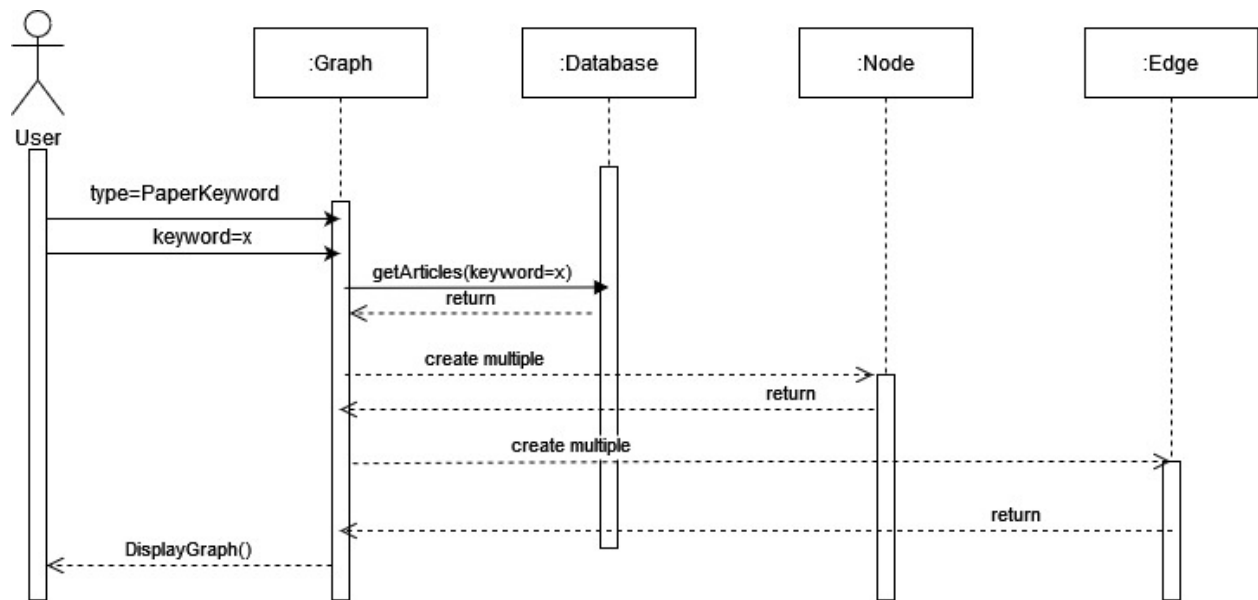 :Graph
:Database
:Node
:Edge
User
type=PaperKeyword
keyword=x
getArticles(keyword=x)
return
create multiple
return
create multiple
return
DisplayGraph()